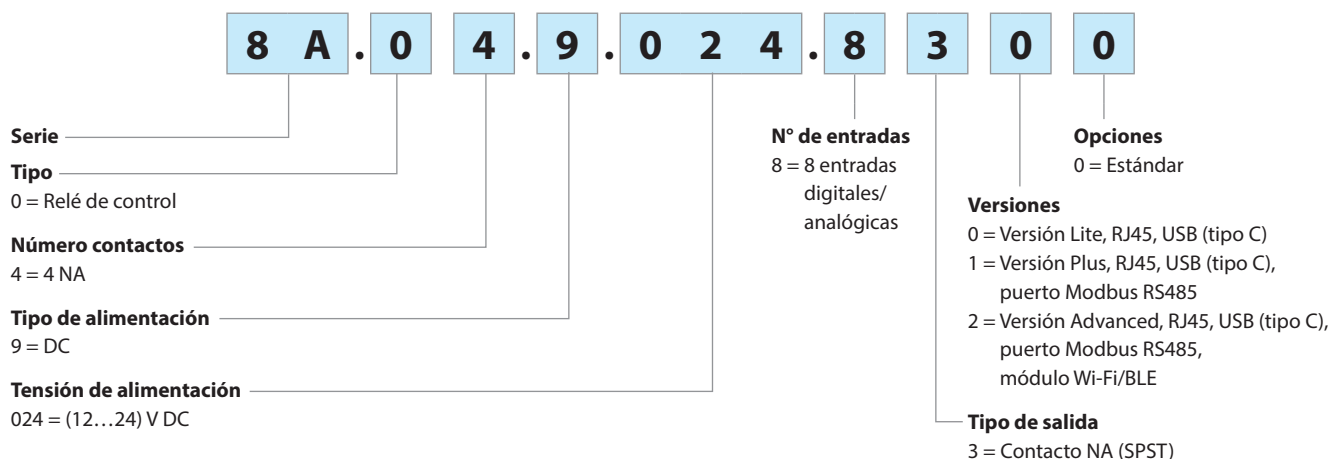 8 A . 0 4 . 9 . 0 2 4 . 8 3 0 0
Serie
Tipo
0 = Relé de control
Número contactos
4 = 4 NA
Tipo de alimentación
9 = DC
Tensión de alimentación
024 = (12…24) V DC
N° de entradas
8 = 8 entradas
digitales/
analógicas
Opciones
0 = Estándar
Versiones
0 = Versión Lite, RJ45, USB (tipo C)
1 = Versión Plus, RJ45, USB (tipo C),
puerto Modbus RS485
2 = Versión Advanced, RJ45, USB (tipo C),
puerto Modbus RS485,
módulo Wi-Fi/BLE
Tipo de salida
3 = Contacto NA (SPST)